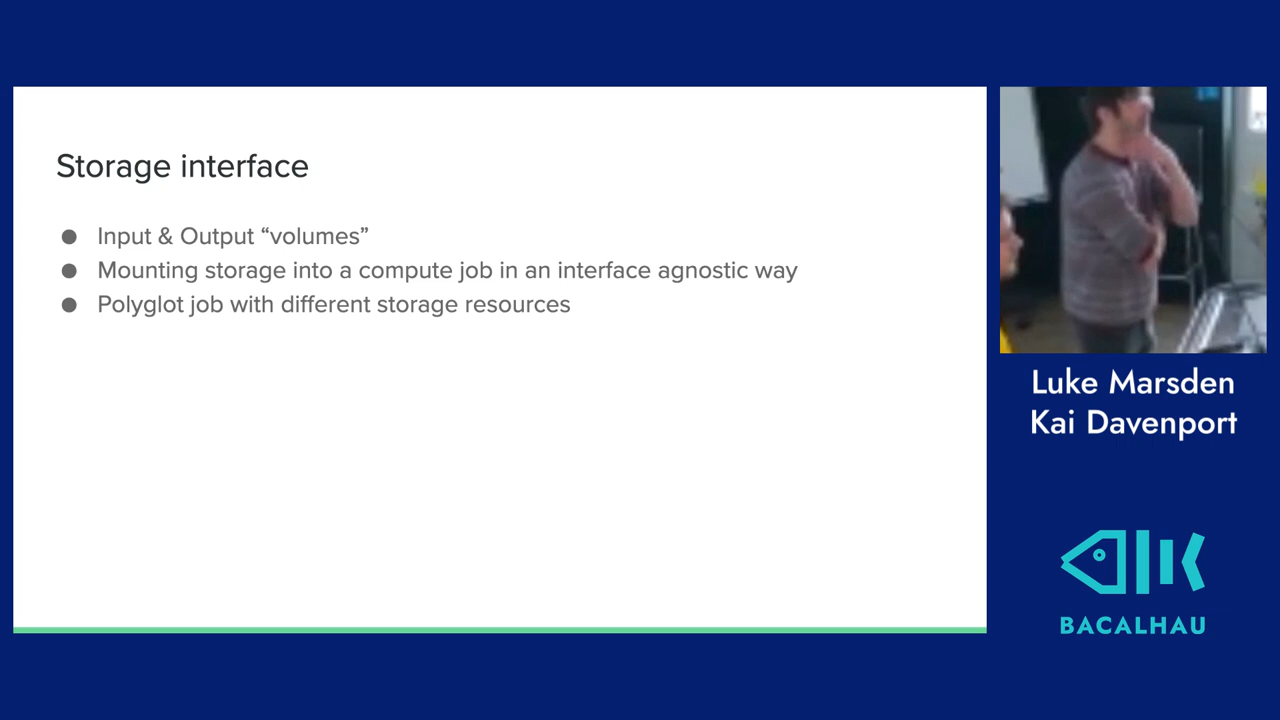 Storage interface
● Input & Output “volumes”
● Mounting storage into a compute job in an interface agnostic way
● Polyglot job with different storage resources
Luke Marsden
Kai Davenport
BACALHAU